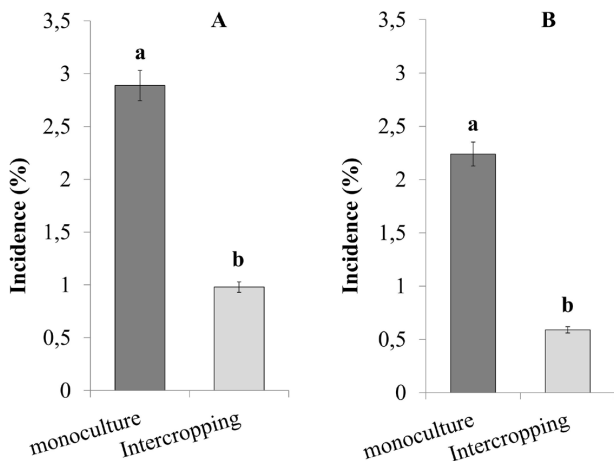 A
Incidence (%)
3,5
3
2,5
2
1,5
1
0,5
0
a
b
monoculture
Intercropping
B
Incidence (%)
3,5
3
2,5
2
1,5
1
0,5
0
a
b
monoculture
Intercropping